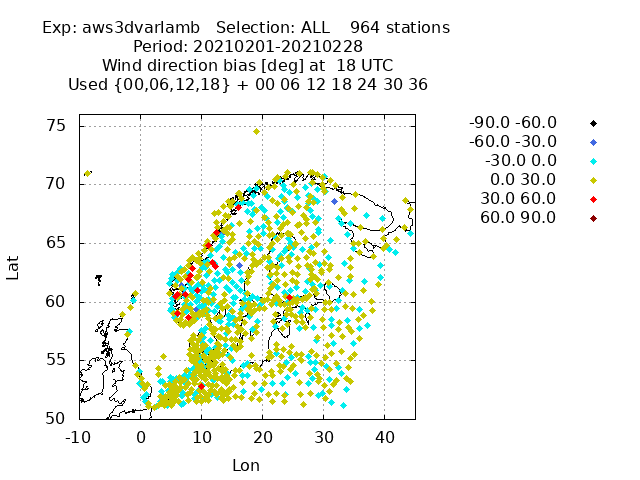 Exp: aws3dvarlamb   Selection: ALL    964 stations
Period: 20210201-20210228
Wind direction bias [deg] at  18 UTC
Used {00,06,12,18} + 00 06 12 18 24 30 36
-90.0 -60.0
-60.0 -30.0
-30.0 0.0
0.0 30.0
30.0 60.0
60.0 90.0
75
70
65
60
55
50
Lat
-10 0 10 20 30 40
Lon